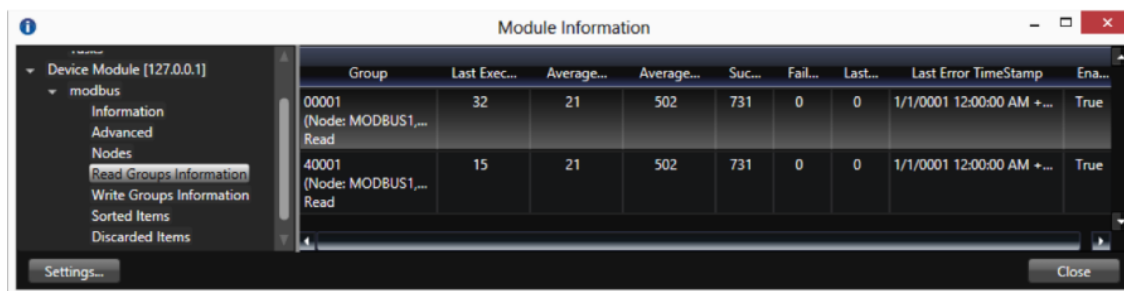 Module Information
Device Module [127.0.0.1]
modbus
Information
Advanced
Nodes
Read Groups Information
Write Groups Information
Sorted Items
Discarded Items
Group Last Exec... Average... Average... Suc... Fail... Last... Last Error TimeStamp Ena...
00001 32 21 502 731 0 0 1/1/0001 12:00:00 AM +... True
(Node: MODBUS1,...
Read
40001 15 21 502 731 0 0 1/1/0001 12:00:00 AM +... True
(Node: MODBUS1,...
Read
Settings...
Close